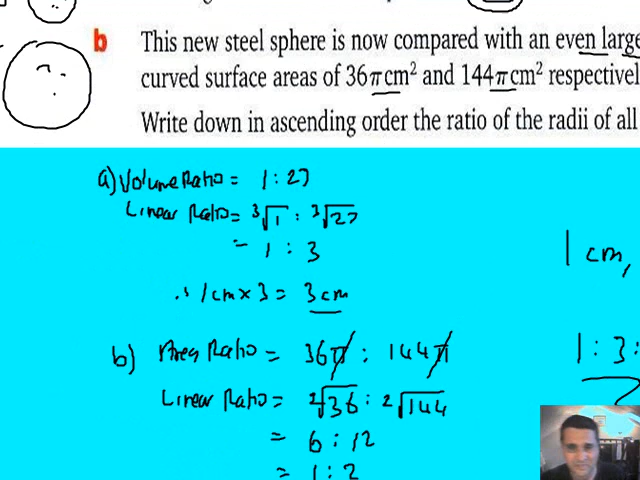 b This new steel sphere is now compared with an even large
curved surface areas of 36πcm² and 144πcm² respectivel
Write down in ascending order the ratio of the radii of all
a) Volume Ratio = 1 : 27
Linear Ratio = ³√1 : ³√27
= 1 : 3
∴ 1cm × 3 = 3cm
1 cm,
b) Area Ratio = 36π : 144π
1 : 3 :
Linear Ratio = ²√36 : ²√144
= 6 : 12
= 1 : 2